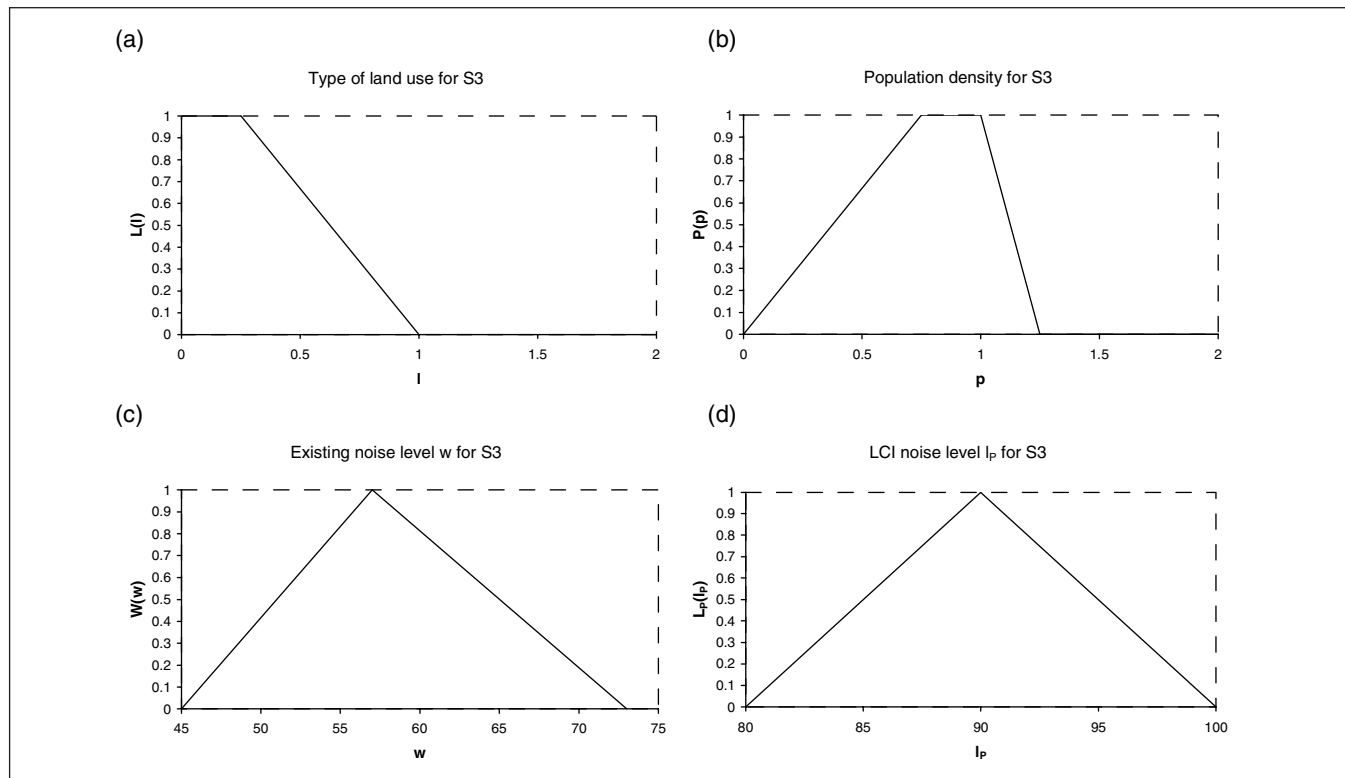 (a)
Type of land use for S3
1
0.9
0.8
0.7
0.6
0.5
0.4
0.3
0.2
0.1
0
L(l)
0 0.5 1 1.5 2
l
(b)
Population density for S3
1
0.9
0.8
0.7
0.6
0.5
0.4
0.3
0.2
0.1
0
P(p)
0 0.5 1 1.5 2
p
(c)
Existing noise level w for S3
1
0.9
0.8
0.7
0.6
0.5
0.4
0.3
0.2
0.1
0
W(w)
45 50 55 60 65 70 75
w
(d)
LCI noise level lP for S3
1
0.9
0.8
0.7
0.6
0.5
0.4
0.3
0.2
0.1
0
LP(lP)
80 85 90 95 100
lP